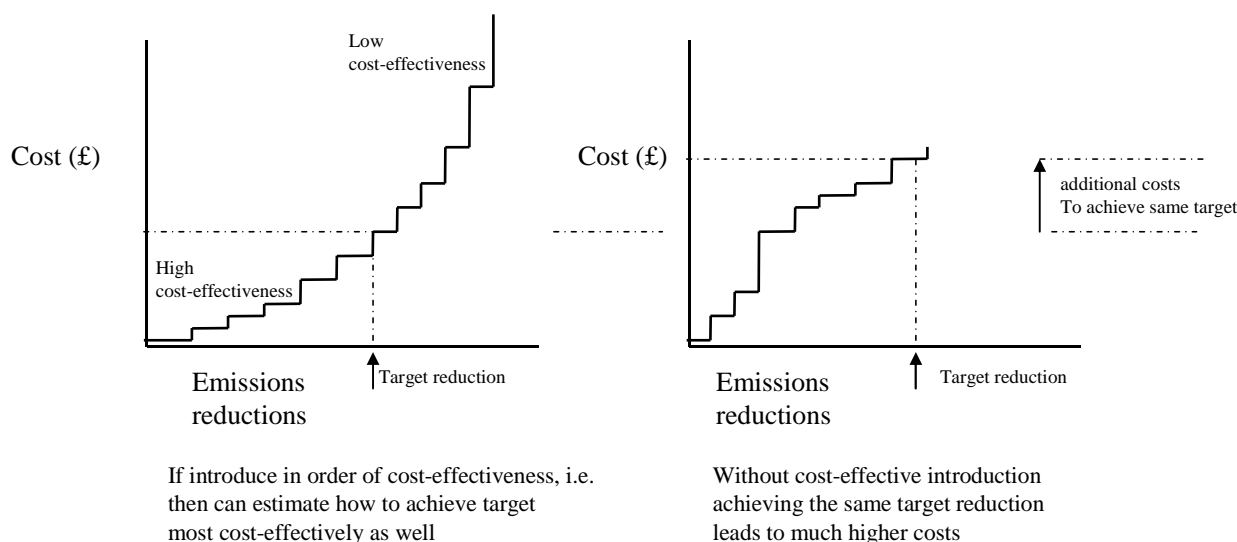 Low
cost-effectiveness
Cost (£)
High
cost-effectiveness
Emissions
reductions
Target reduction
If introduce in order of cost-effectiveness, i.e.
then can estimate how to achieve target
most cost-effectively as well
Cost (£)
additional costs
To achieve same target
Emissions
reductions
Target reduction
Without cost-effective introduction
achieving the same target reduction
leads to much higher costs